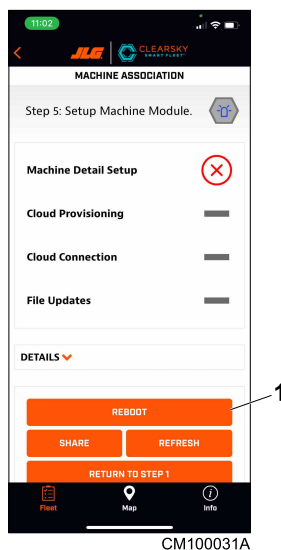 11:02
JLG
CLEARSKY
SMART FLEET™
MACHINE ASSOCIATION
Step 5: Setup Machine Module.
Machine Detail Setup
Cloud Provisioning
Cloud Connection
File Updates
DETAILS
1
REBOOT
SHARE REFRESH
RETURN TO STEP 1
Fleet Map Info
CM100031A